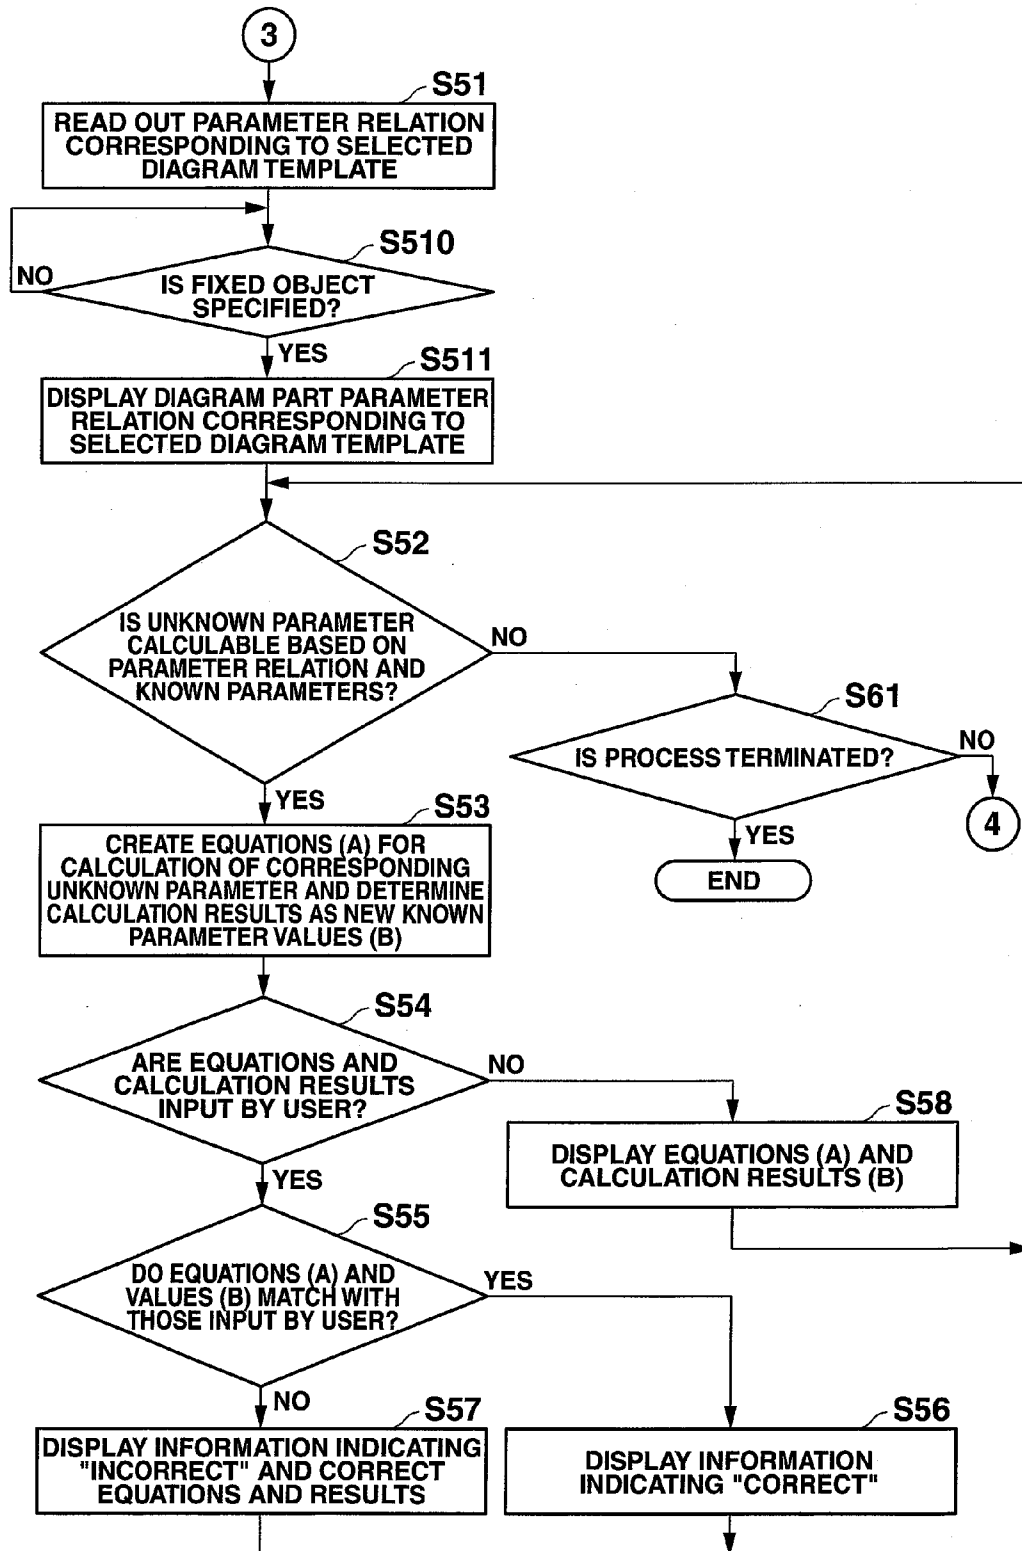 3
S51
READ OUT PARAMETER RELATION
CORRESPONDING TO SELECTED
DIAGRAM TEMPLATE
S510
NO
IS FIXED OBJECT
SPECIFIED?
YES
S511
DISPLAY DIAGRAM PART PARAMETER
RELATION CORRESPONDING TO
SELECTED DIAGRAM TEMPLATE
S52
IS UNKNOWN PARAMETER
CALCULABLE BASED ON
PARAMETER RELATION AND
KNOWN PARAMETERS?
NO
S61
IS PROCESS TERMINATED?
NO
4
YES
END
YES
S53
CREATE EQUATIONS (A) FOR
CALCULATION OF CORRESPONDING
UNKNOWN PARAMETER AND DETERMINE
CALCULATION RESULTS AS NEW KNOWN
PARAMETER VALUES (B)
S54
ARE EQUATIONS AND
CALCULATION RESULTS
INPUT BY USER?
NO
S58
DISPLAY EQUATIONS (A) AND
CALCULATION RESULTS (B)
YES
S55
DO EQUATIONS (A) AND
VALUES (B) MATCH WITH
THOSE INPUT BY USER?
YES
NO
S57
DISPLAY INFORMATION INDICATING
"INCORRECT" AND CORRECT
EQUATIONS AND RESULTS
S56
DISPLAY INFORMATION
INDICATING "CORRECT"